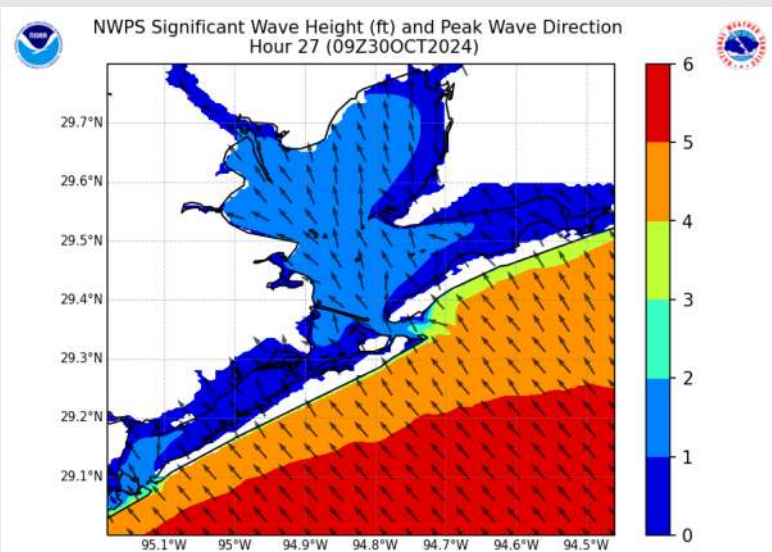 NWPS Significant Wave Height (ft) and Peak Wave Direction
Hour 27 (09Z30OCT2024)
NOAA
29.7°N
29.6°N
29.5°N
29.4°N
29.3°N
29.2°N
29.1°N
95.1°W 95°W 94.9°W 94.8°W 94.7°W 94.6°W 94.5°W
6
5
4
3
2
1
0